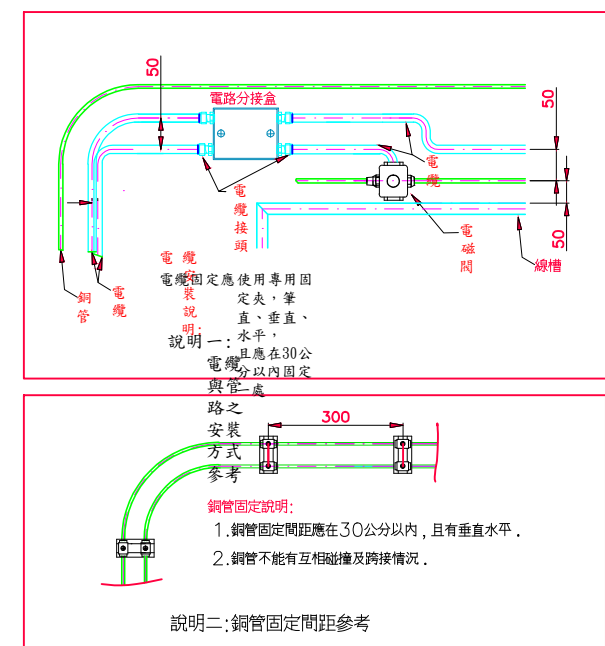 50
電路分接盒
50
電纜
電纜接頭
電磁閥
50
線槽
銅管
電纜
電纜安裝說明:
電纜固定應使用專用固定夾，筆直、垂直、水平，
且應在30公分以內固定一處
說明一:電纜與管路之安裝方式參考
300
銅管固定說明:
1.銅管固定間距應在30公分以內,且有垂直水平.
2.銅管不能有互相碰撞及跨接情況.
說明二:銅管固定間距參考